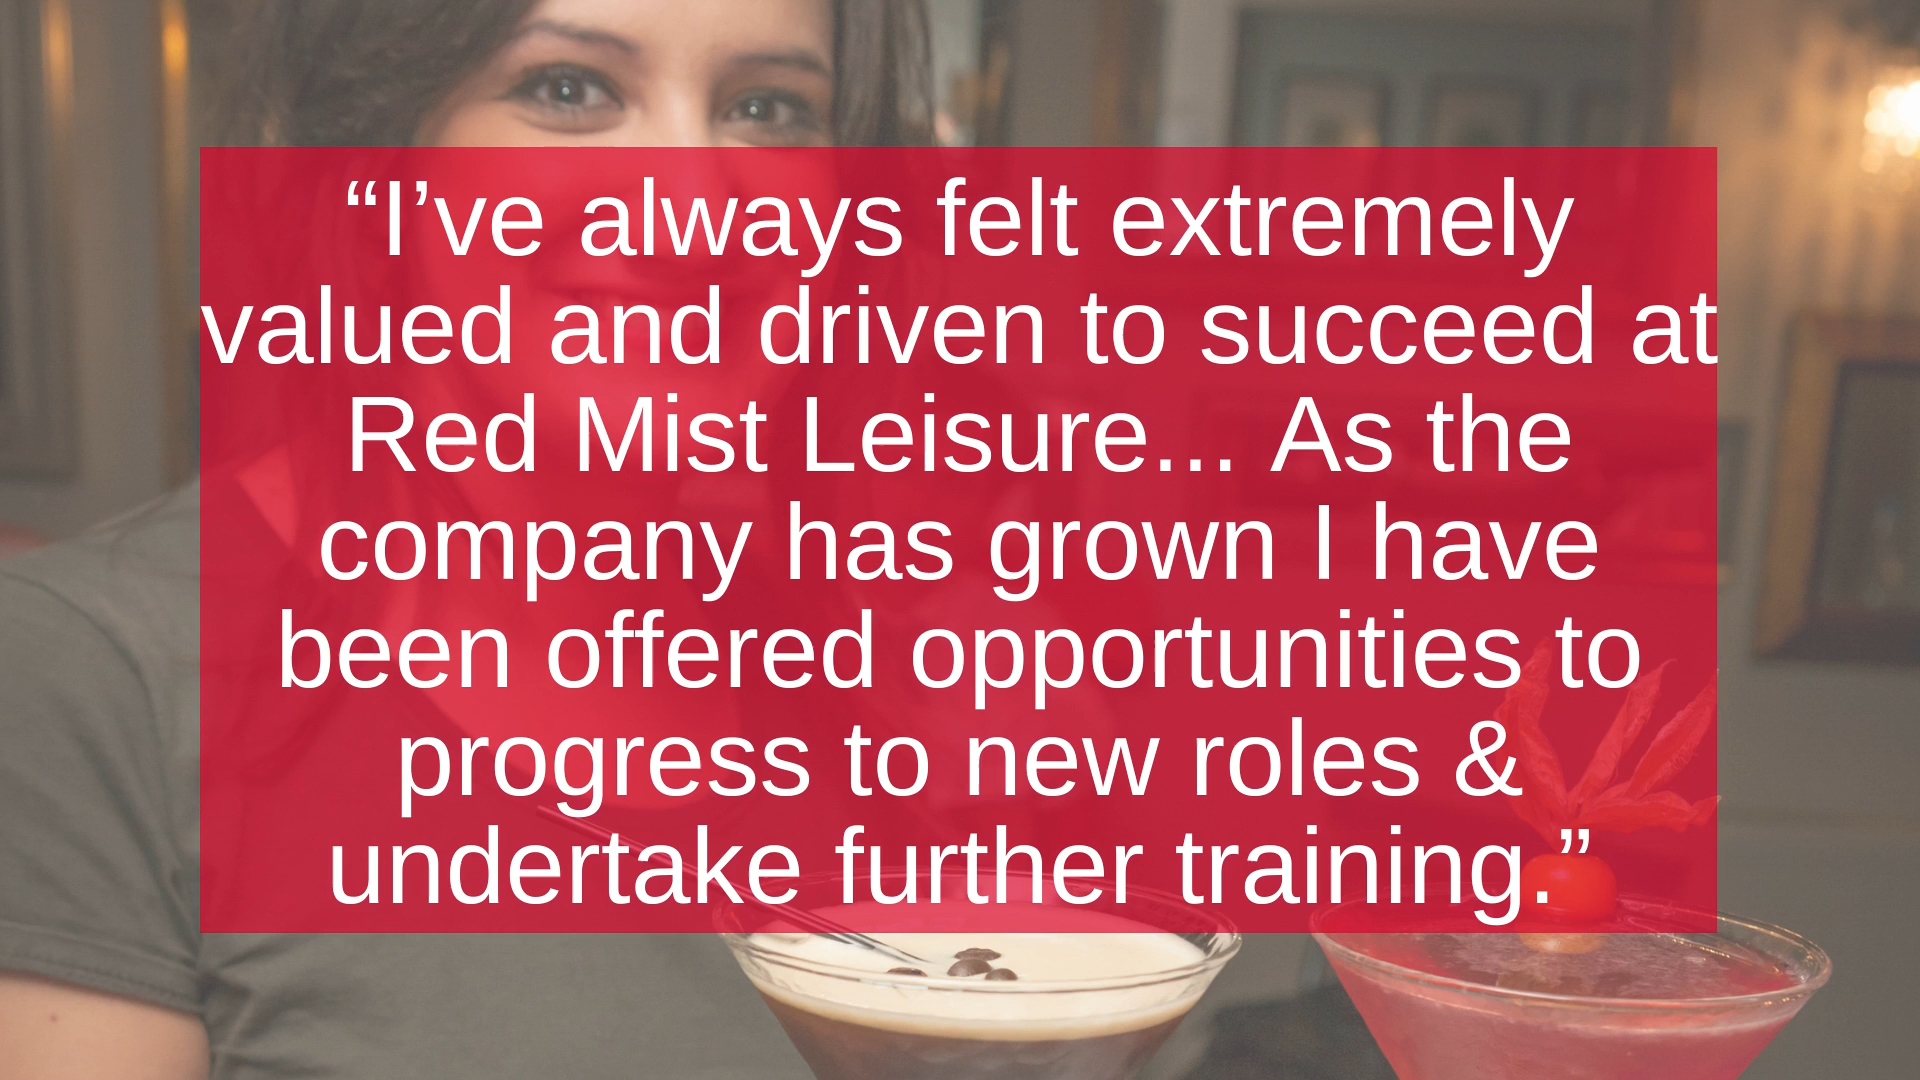 “I’ve always felt extremely
valued and driven to succeed at
Red Mist Leisure... As the
company has grown I have
been offered opportunities to
progress to new roles &
undertake further training.”